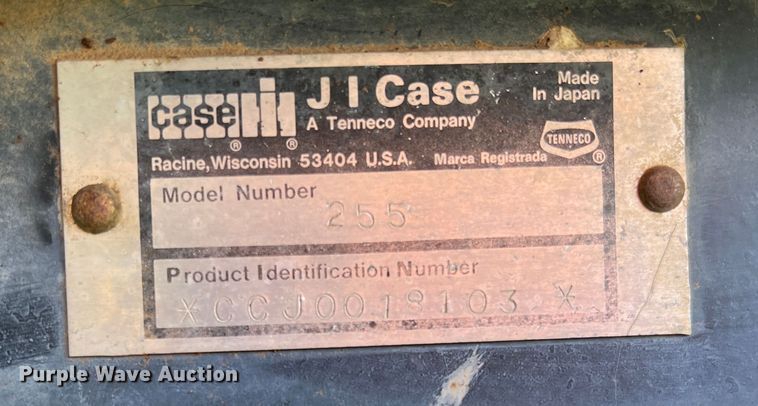 case IH
®
®
J I Case
A Tenneco Company
Made
In Japan
TENNECO
®
Racine, Wisconsin 53404 U.S.A.
Marca Registrada
Model Number
255
Product Identification Number
*CCJ0018103*
Purple Wave Auction